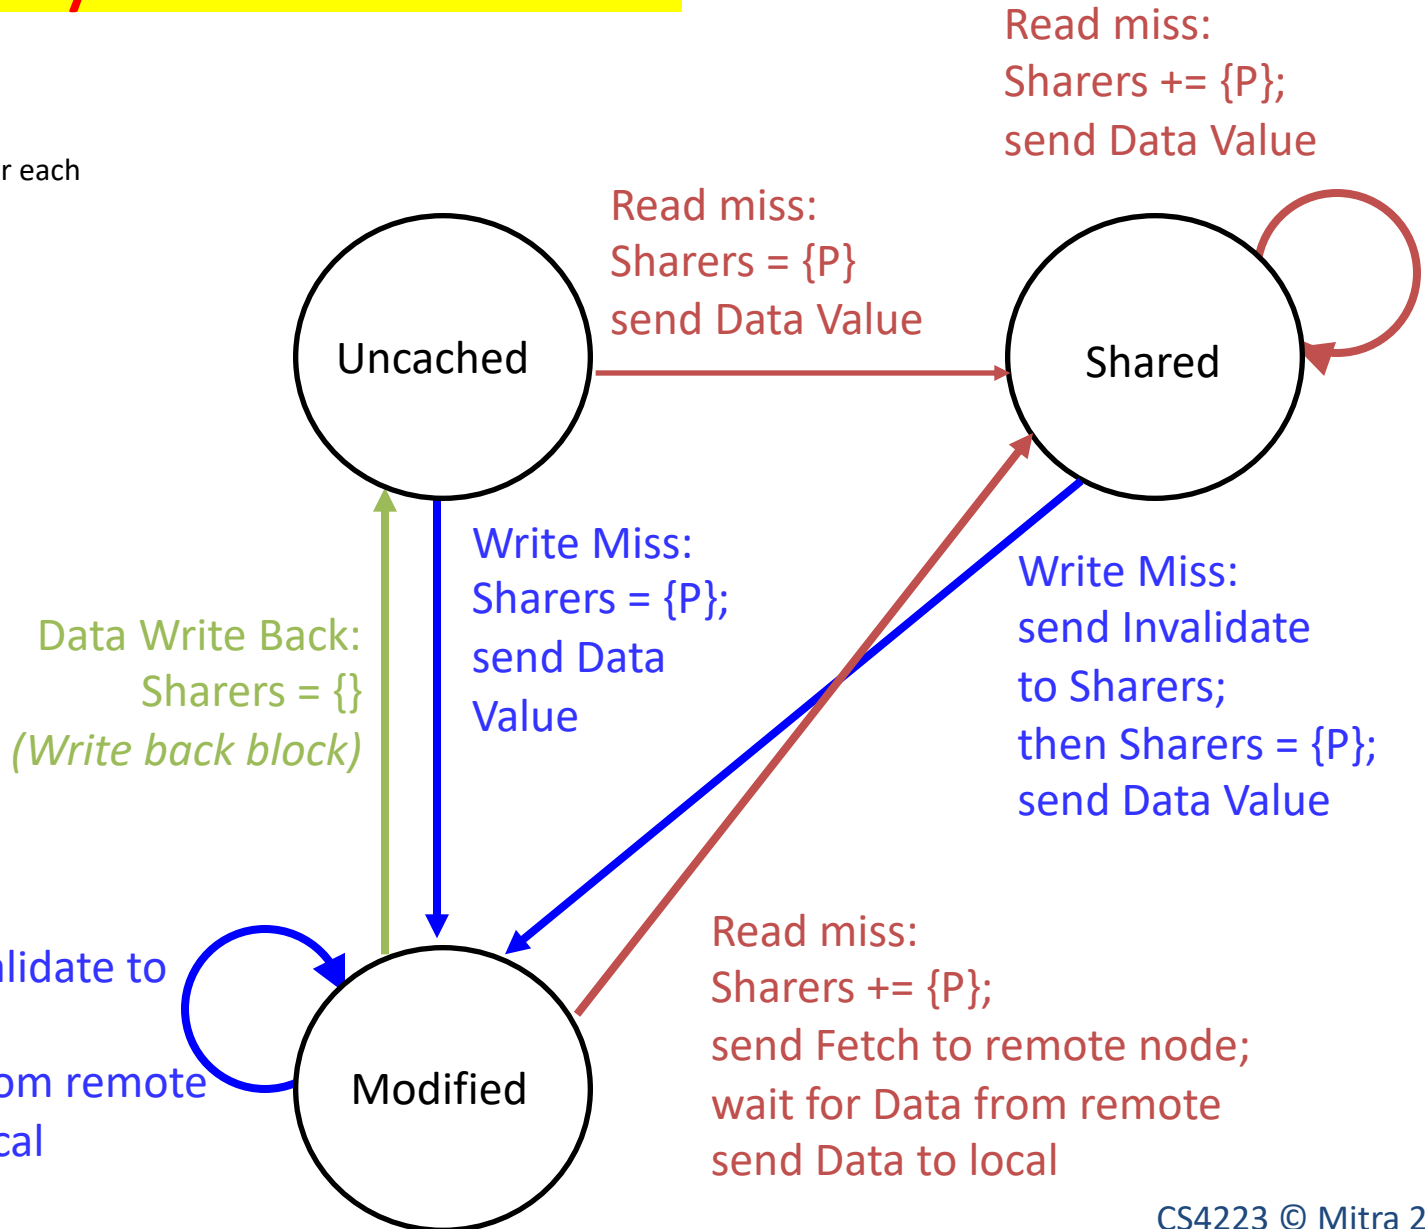 Read miss:
Sharers += {P};
send Data Value
r each
Read miss:
Sharers = {P}
send Data Value
Uncached
Shared
Write Miss:
Sharers = {P};
send Data
Value
Write Miss:
send Invalidate
to Sharers;
then Sharers = {P};
send Data Value
Data Write Back:
Sharers = {}
(Write back block)
Read miss:
Sharers += {P};
send Fetch to remote node;
wait for Data from remote
send Data to local
alidate to
om remote
cal
Modified
CS4223 © Mitra 2